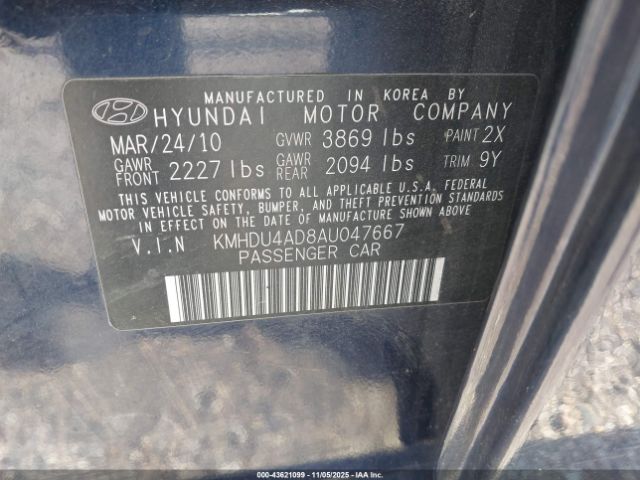 MANUFACTURED IN KOREA BY
HYUNDAI MOTOR COMPANY
MAR/24/10 GVWR 3869 lbs PAINT 2X
GAWR FRONT 2227 lbs GAWR REAR 2094 lbs TRIM 9Y
THIS VEHICLE CONFORMS TO ALL APPLICABLE U.S.A. FEDERAL
MOTOR VEHICLE SAFETY, BUMPER, AND THEFT PREVENTION
STANDARDS IN EFFECT ON THE DATE OF MANUFACTURE SHOWN ABOVE.
V.I.N KMHDU4AD8AU047667
PASSENGER CAR
00-43621099 11/05/2025 - IAA Inc.